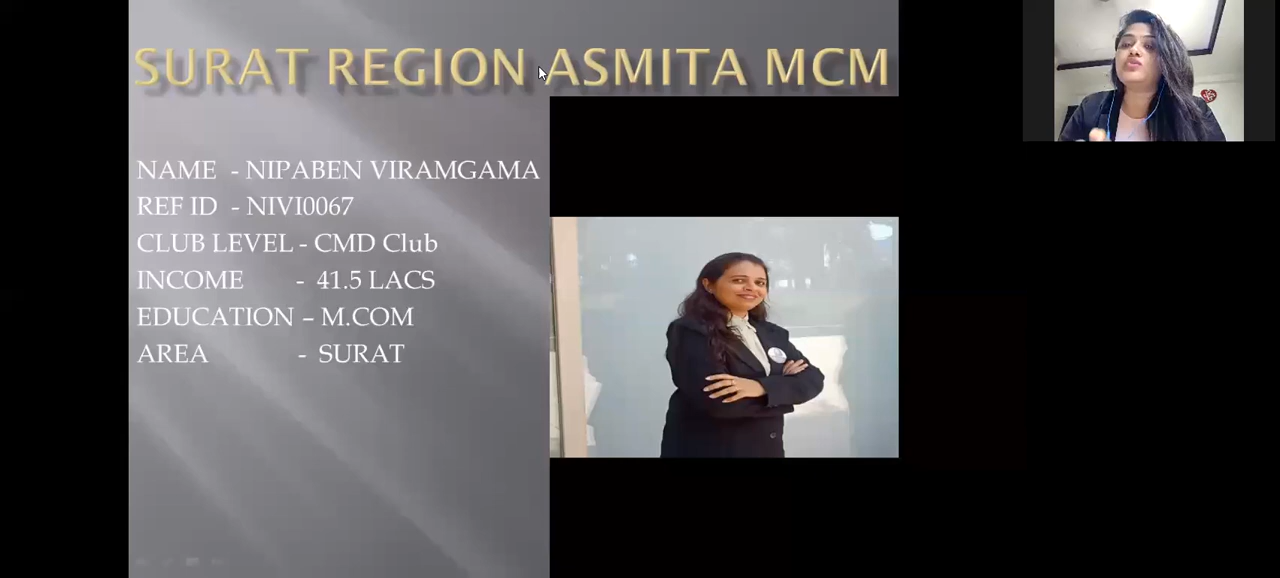 SURAT REGION ASMITA MCM
NAME - NIPABEN VIRAMGAMA
REF ID - NIVI0067
CLUB LEVEL - CMD Club
INCOME - 41.5 LACS
EDUCATION – M.COM
AREA - SURAT